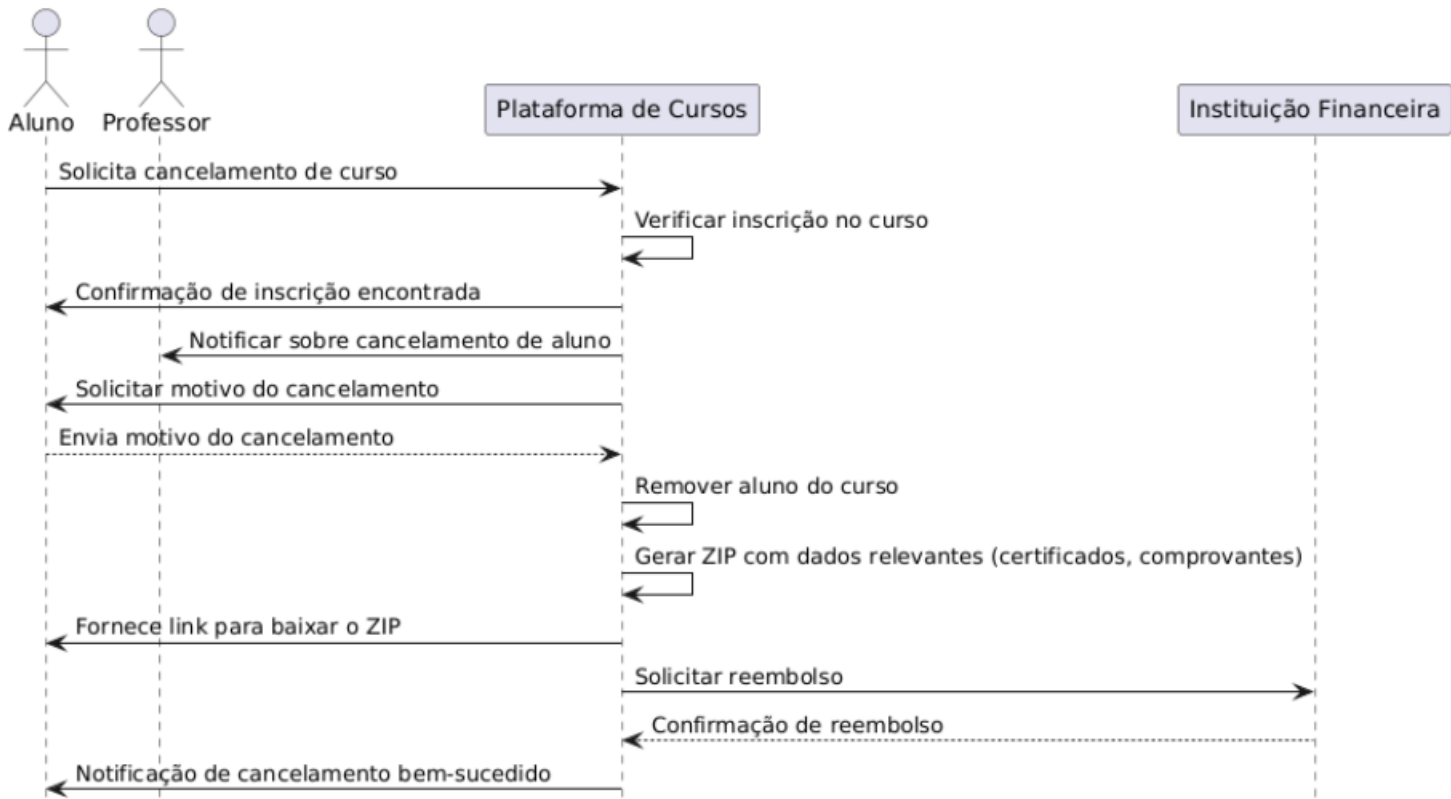 Aluno
Professor
Plataforma de Cursos
Instituição Financeira
Solicita cancelamento de curso
Verificar inscrição no curso
Confirmação de inscrição encontrada
Notificar sobre cancelamento de aluno
Solicitar motivo do cancelamento
Envia motivo do cancelamento
Remover aluno do curso
Gerar ZIP com dados relevantes (certificados, comprovantes)
Fornece link para baixar o ZIP
Solicitar reembolso
Confirmação de reembolso
Notificação de cancelamento bem-sucedido